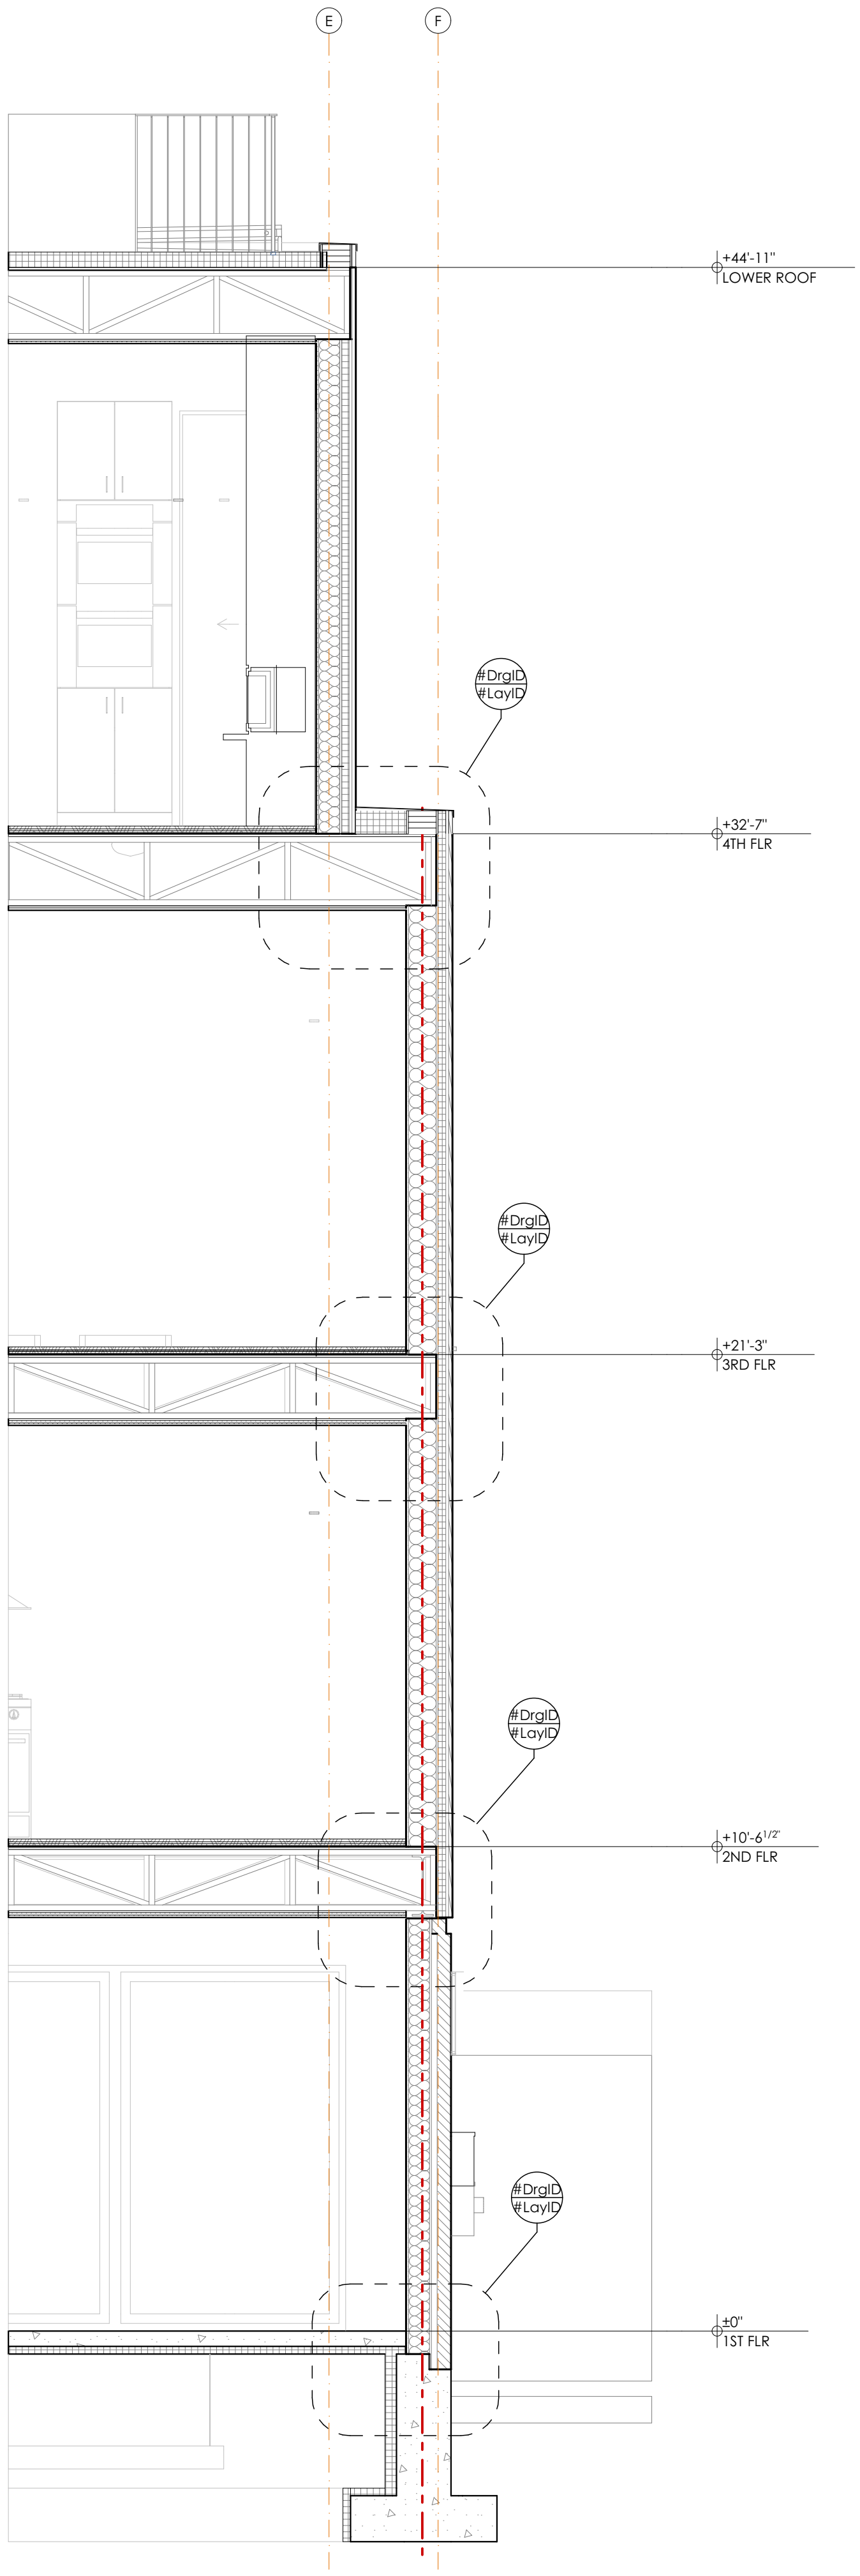 E F
+44'-11"
LOWER ROOF
#DrgID
#LayID
+32'-7"
4TH FLR
#DrgID
#LayID
+21'-3"
3RD FLR
#DrgID
#LayID
+10'-6 1/2"
2ND FLR
#DrgID
#LayID
±0"
1ST FLR